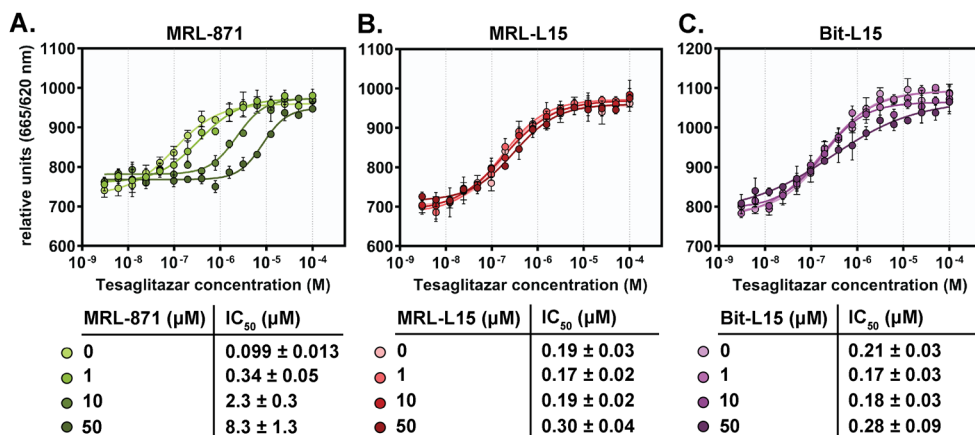 A.
MRL-871
relative units (665/620 nm)
1100
1000
900
800
700
600
10-9 10-8 10-7 10-6 10-5 10-4 10-3
Tesaglitazar concentration (M)
MRL-871 (µM) IC50 (µM)
0 0.099 ± 0.013
1 0.34 ± 0.05
10 2.3 ± 0.3
50 8.3 ± 1.3
B.
MRL-L15
1100
1000
900
800
700
600
10-9 10-8 10-7 10-6 10-5 10-4 10-3
Tesaglitazar concentration (M)
MRL-L15 (µM) IC50 (µM)
0 0.19 ± 0.03
1 0.17 ± 0.02
10 0.19 ± 0.02
50 0.30 ± 0.04
C.
Bit-L15
1200
1100
1000
900
800
700
10-9 10-8 10-7 10-6 10-5 10-4 10-3
Tesaglitazar concentration (M)
Bit-L15 (µM) IC50 (µM)
0 0.21 ± 0.03
1 0.17 ± 0.03
10 0.18 ± 0.03
50 0.28 ± 0.09